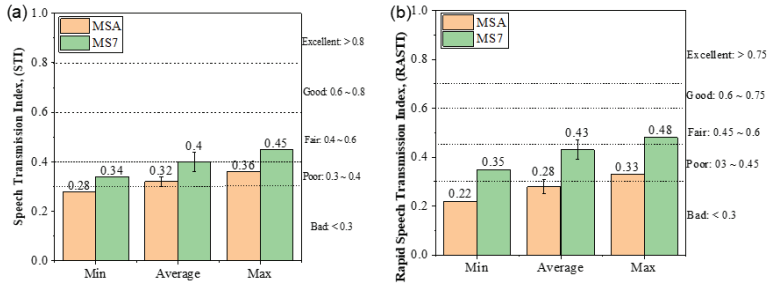 (a)
MSA
MS7
Speech Transmission Index, (STI)
1.0
0.8
0.6
0.4
0.2
0.0
Excellent: > 0.8
Good: 0.6 ~ 0.8
Fair: 0.4 ~ 0.6
Poor: 0.3 ~ 0.4
Bad: < 0.3
0.28
0.34
0.32
0.4
0.36
0.45
Min
Average
Max
(b)
MSA
MS7
Rapid Speech Transmission Index, (RASTI)
1.0
0.8
0.6
0.4
0.2
0.0
Excellent: > 0.75
Good: 0.6 ~ 0.75
Fair: 0.45 ~ 0.6
Poor: 03 ~ 0.45
Bad: < 0.3
0.22
0.35
0.28
0.43
0.33
0.48
Min
Average
Max